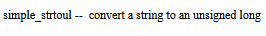 simple_strtoul -- convert a string to an unsigned long